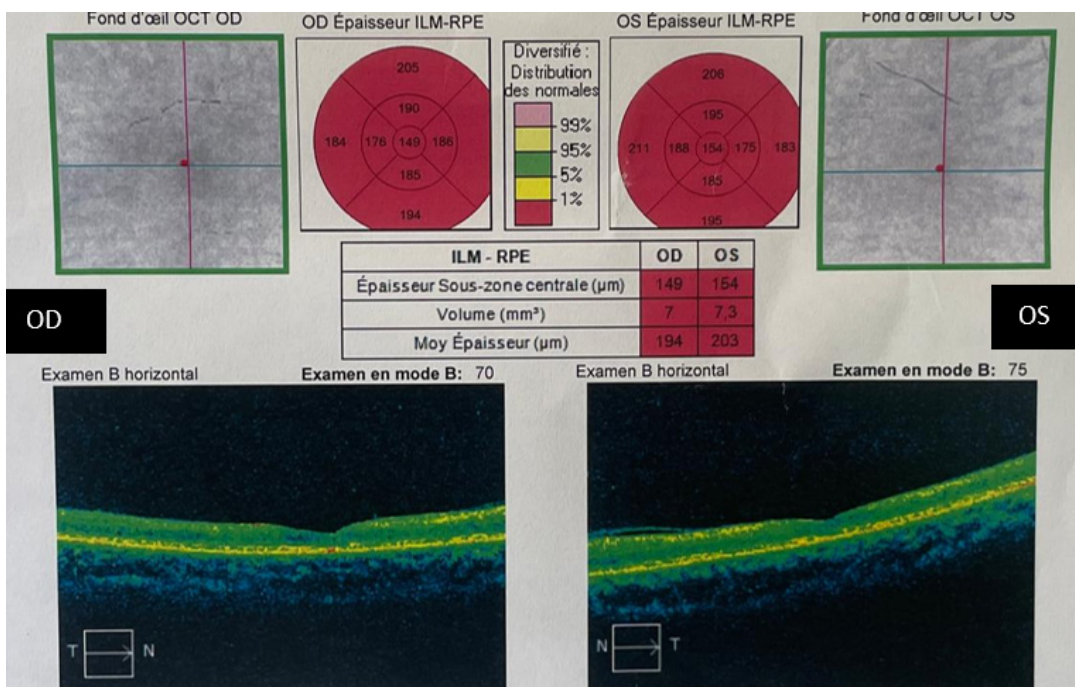 Fond d'œil OCT OD
OD Épaisseur ILM-RPE
OS Épaisseur ILM-RPE
Fond d'œil OCT OS
205
190
184 176 149 186
185
194
Diversifié :
Distribution
des normales
99%
95%
5%
1%
206
195
211 188 154 175 183
185
195
ILM - RPE OD OS
Épaisseur Sous-zone centrale (µm) 149 154
Volume (mm³) 7 7,3
Moy Épaisseur (µm) 194 203
OD
OS
Examen B horizontal Examen en mode B: 70
Examen B horizontal Examen en mode B: 75
T N
N T